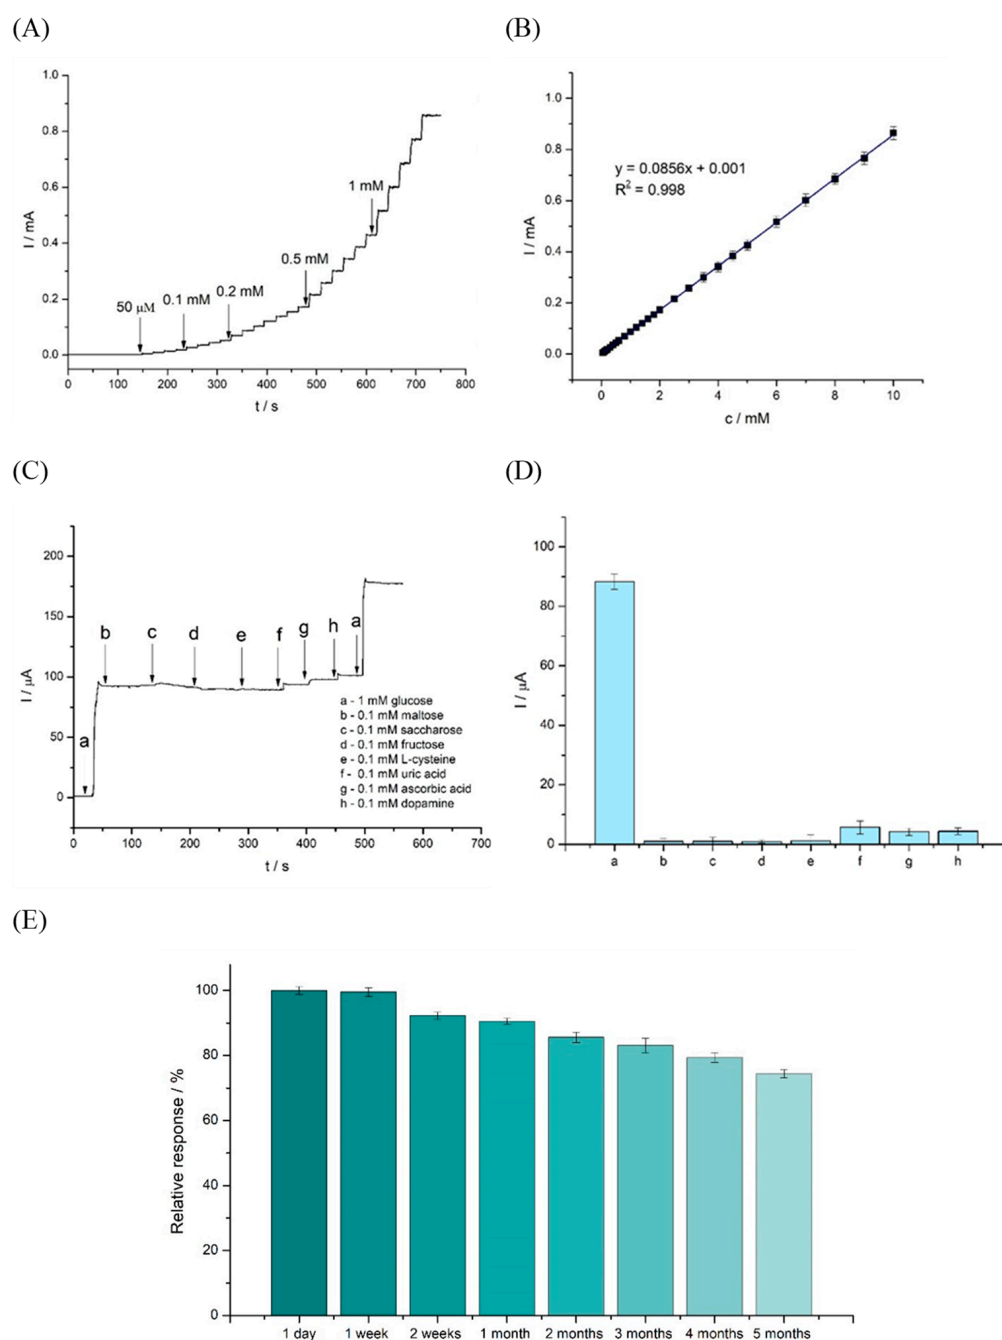 (A)
(B)
1.0
0.8
0.6
0.4
0.2
0.0
I / mA
50 μM
0.1 mM
0.2 mM
0.5 mM
1 mM
0
100
200
300
400
500
600
700
800
t / s
1.0
0.8
0.6
0.4
0.2
0.0
I / mA
y = 0.0856x + 0.001
R² = 0.998
0
2
4
6
8
10
c / mM
(C)
(D)
200
150
100
50
0
I / μA
a
b
c
d
e
f
g
h
a
a - 1 mM glucose
b - 0.1 mM maltose
c - 0.1 mM saccharose
d - 0.1 mM fructose
e - 0.1 mM L-cysteine
f - 0.1 mM uric acid
g - 0.1 mM ascorbic acid
h - 0.1 mM dopamine
0
100
200
300
400
500
600
700
t / s
100
80
60
40
20
0
I / μA
a
b
c
d
e
f
g
h
(E)
100
80
60
40
20
0
Relative response / %
1 day
1 week
2 weeks
1 month
2 months
3 months
4 months
5 months